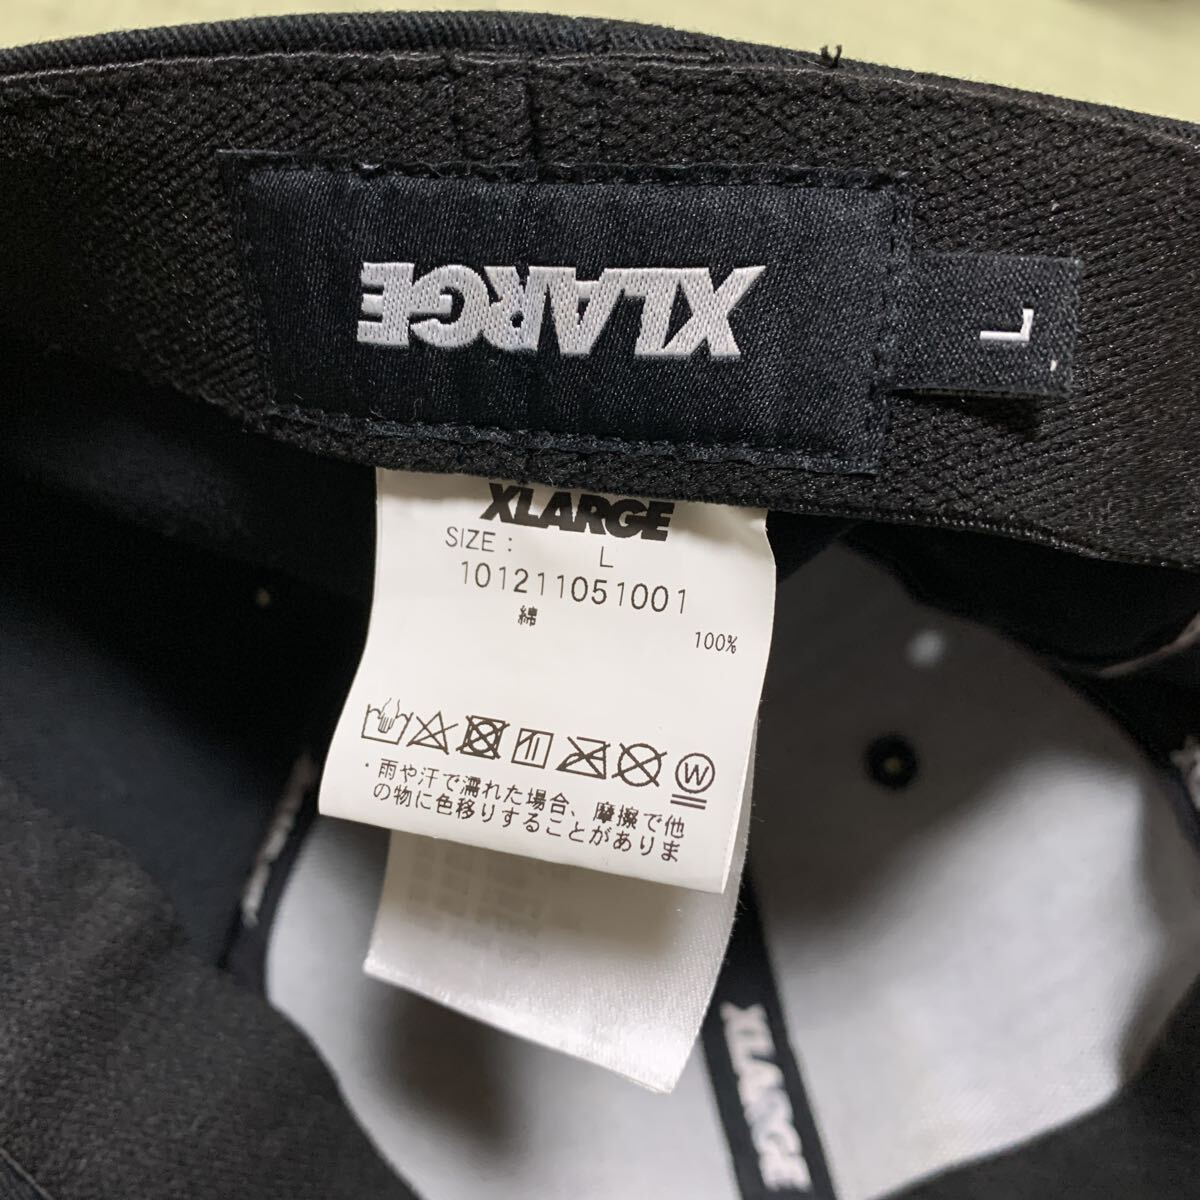 XLARGE
L
XLARGE
SIZE : L
101211051001
綿 100%
W
・雨や汗で濡れた場合、摩擦で他
の物に色移りすることがありま
XLARGE